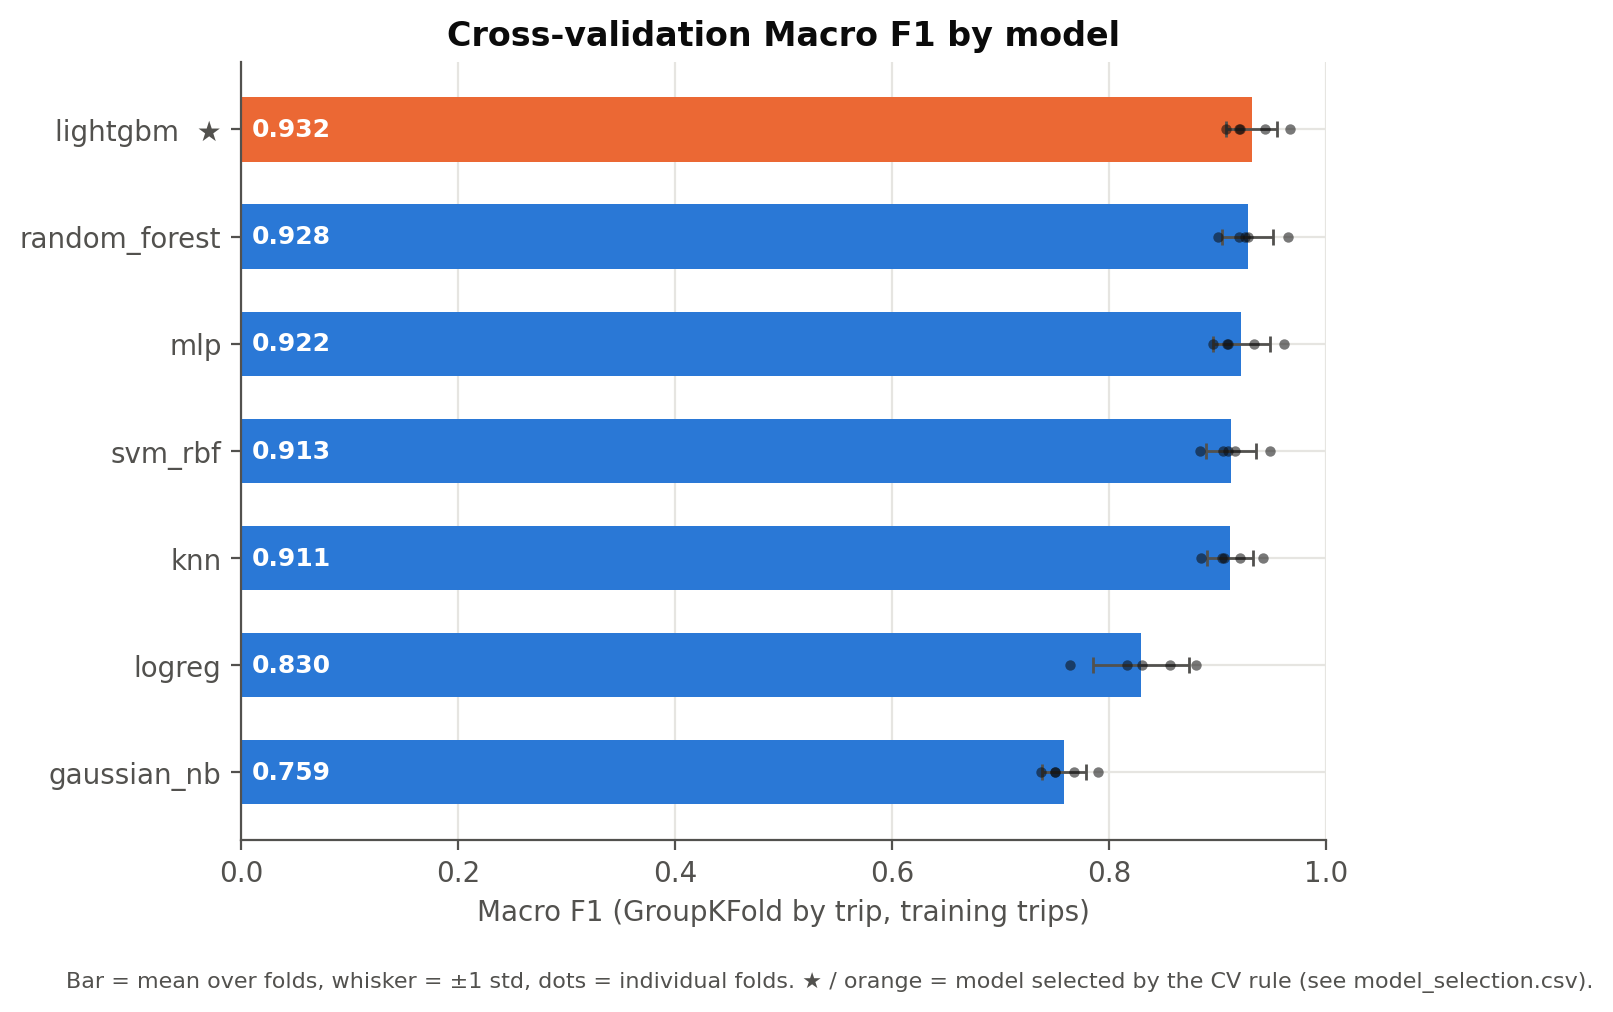 Cross-validation Macro F1 by model
lightgbm ★ 0.932
random_forest 0.928
mlp 0.922
svm_rbf 0.913
knn 0.911
logreg 0.830
gaussian_nb 0.759
0.0 0.2 0.4 0.6 0.8 1.0
Macro F1 (GroupKFold by trip, training trips)
Bar = mean over folds, whisker = ±1 std, dots = individual folds. ★ / orange = model selected by the CV rule (see model_selection.csv).